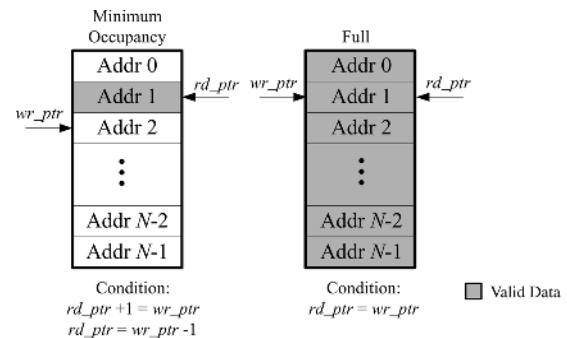 Minimum
Occupancy
Addr 0
Addr 1
rd_ptr
wr_ptr
Addr 2
Addr N-2
Addr N-1
Condition:
rd_ptr +1 = wr_ptr
rd_ptr = wr_ptr -1
Full
Addr 0
wr_ptr
Addr 1
rd_ptr
Addr 2
Addr N-2
Addr N-1
Condition:
rd_ptr = wr_ptr
Valid Data